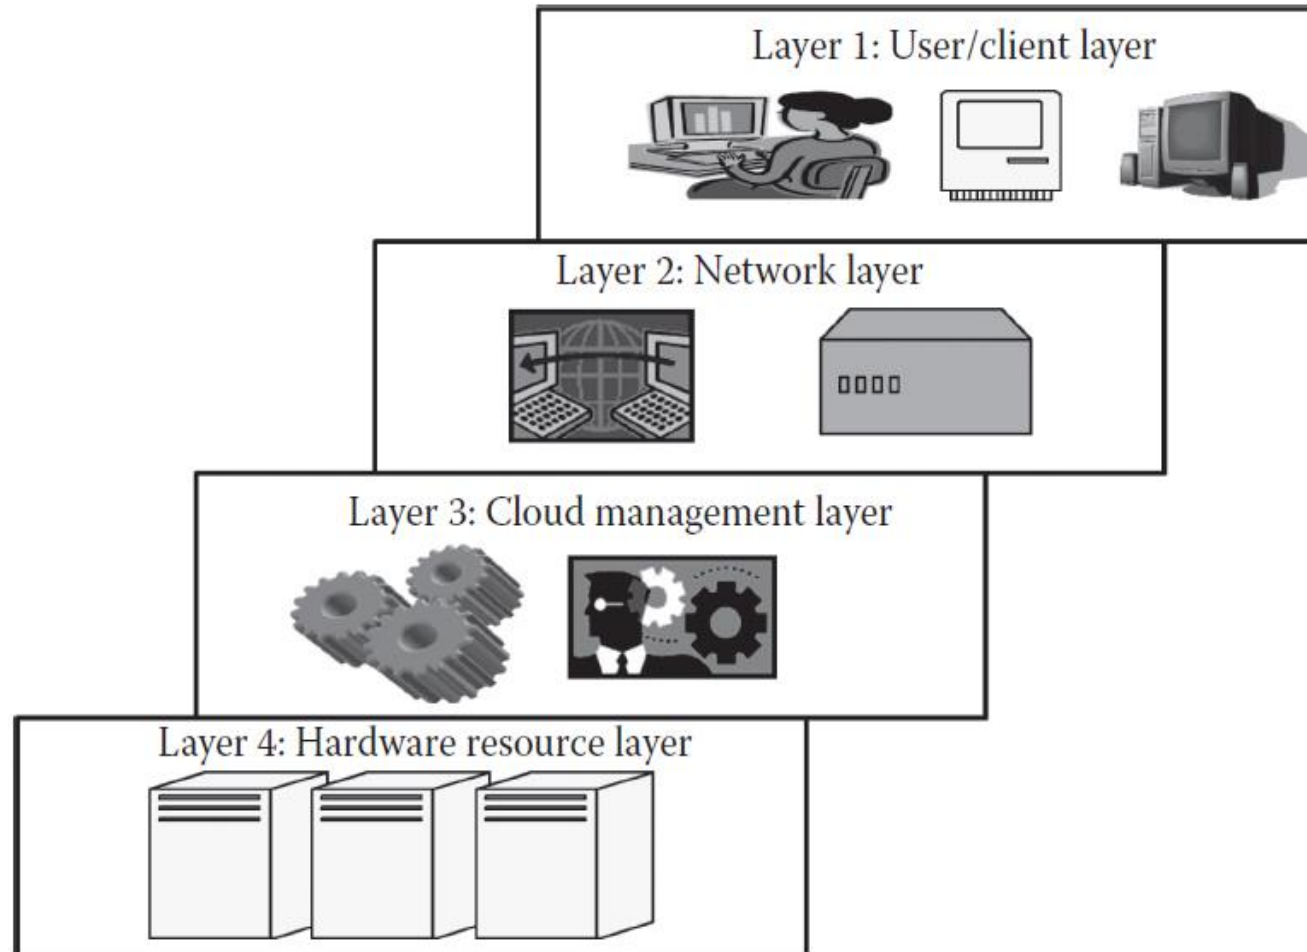 Layer 1: User/client layer
Layer 2: Network layer
Layer 3: Cloud management layer
Layer 4: Hardware resource layer